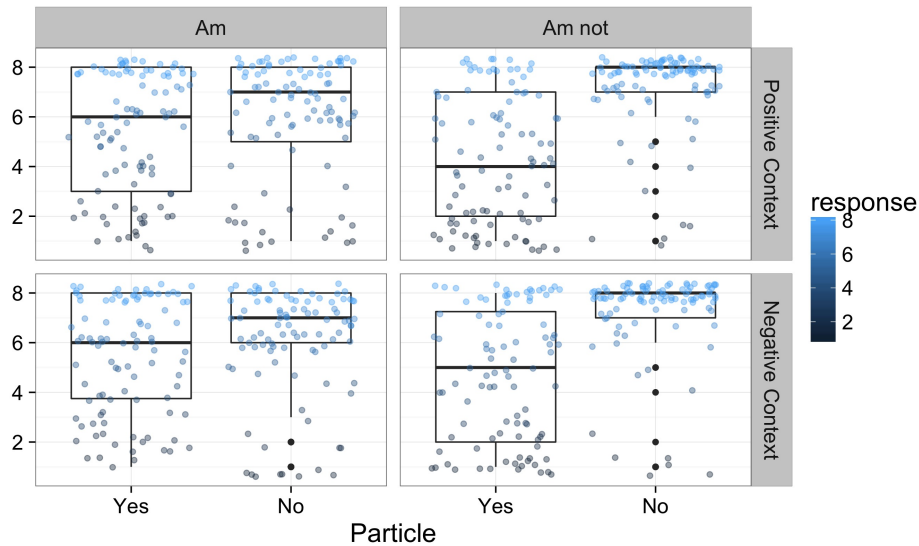 Am
Am not
8
6
4
2
Positive Context
8
6
4
2
Negative Context
Yes
No
Yes
No
Particle
response
8
6
4
2